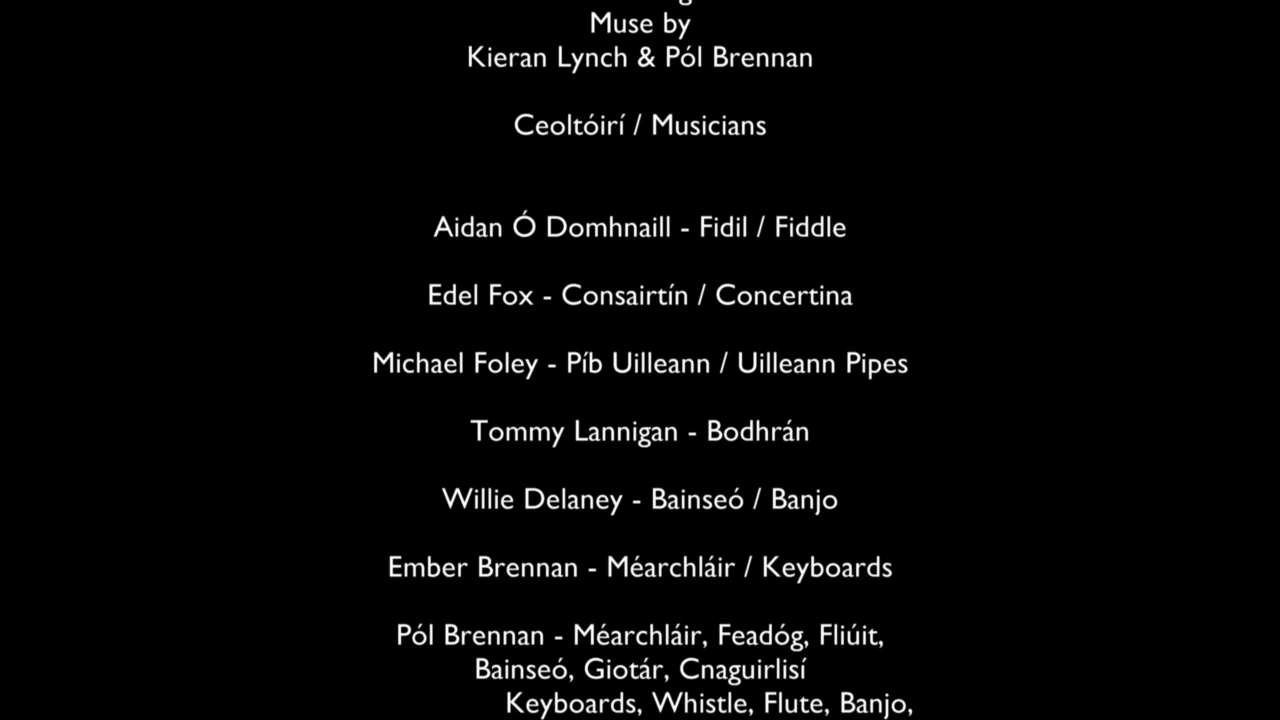 Muse by
Kieran Lynch & Pól Brennan
Ceoltóirí / Musicians
Aidan Ó Domhnaill - Fidil / Fiddle
Edel Fox - Consairtín / Concertina
Michael Foley - Píb Uilleann / Uilleann Pipes
Tommy Lannigan - Bodhrán
Willie Delaney - Bainseó / Banjo
Ember Brennan - Méarchláir / Keyboards
Pól Brennan - Méarchláir, Feadóg, Fliúit,
Bainseó, Giotár, Cnaguirlisí
Keyboards, Whistle, Flute, Banjo,